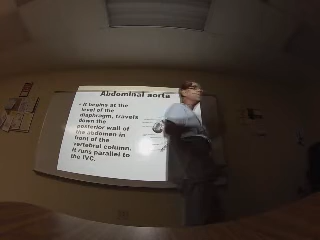 Abdominal aorta
- It begins at the
level of the
diaphragm, travels
down the
posterior wall of
the abdomen in
front of the
vertebral column.
It runs parallel to
the IVC.